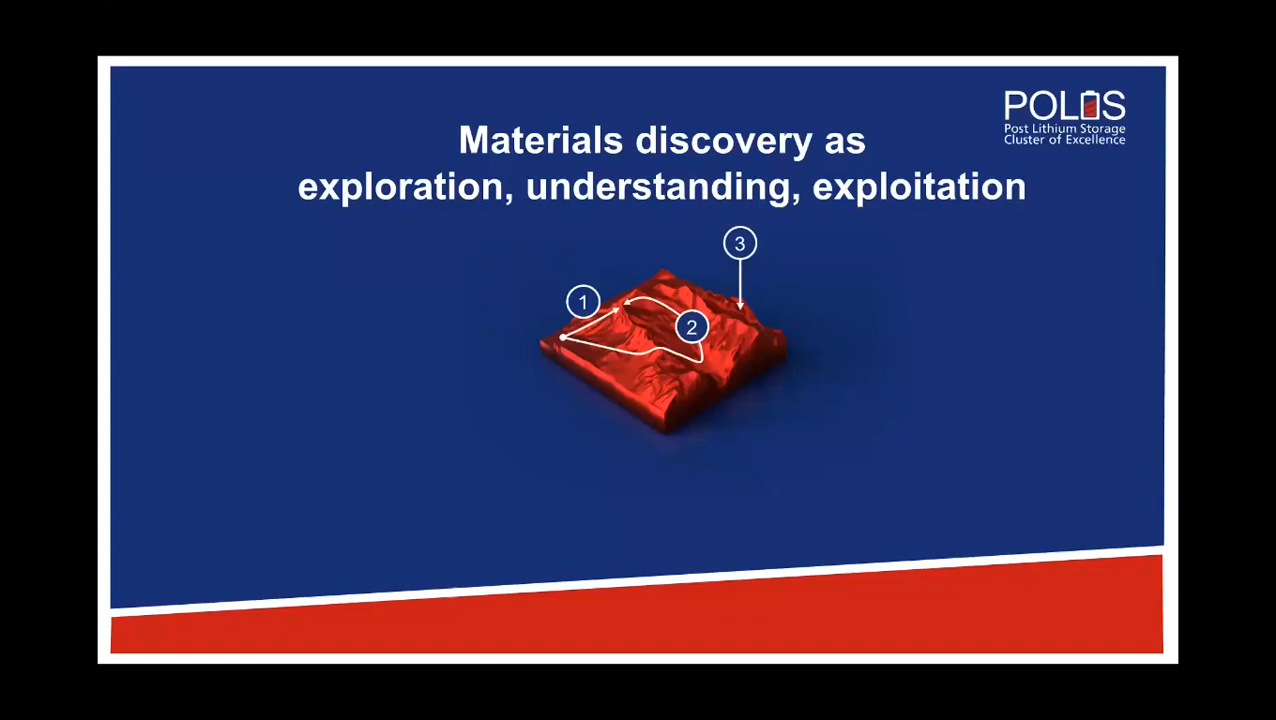 POLiS
Post Lithium Storage
Cluster of Excellence
Materials discovery as
exploration, understanding, exploitation
3
1
2